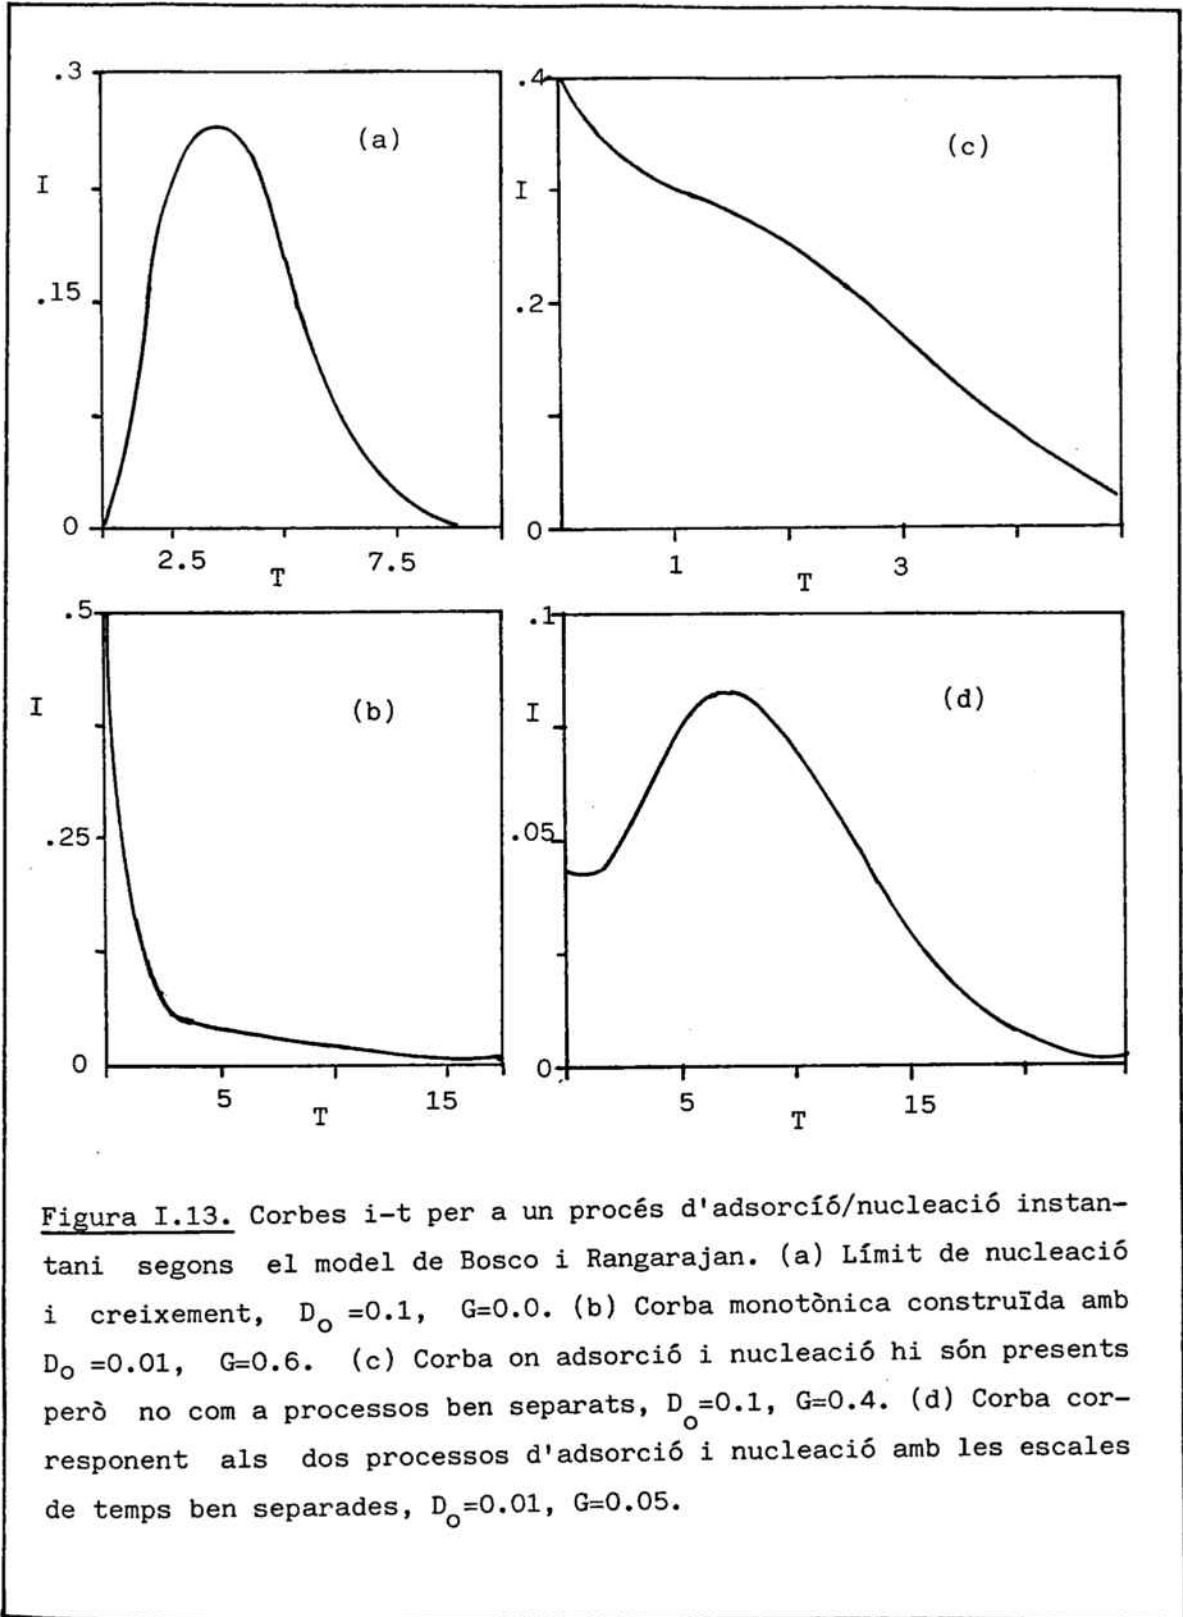 .3
(a)
I
.15
0
2.5
7.5
T
.4
(c)
I
.2
0
1
3
T
.5
(b)
I
.25
0
5
15
T
.1
(d)
I
.05
0
5
15
T
Figura I.13. Corbes i-t per a un procés d'adsorcíó/nucleació instan-
tani segons el model de Bosco i Rangarajan. (a) Límit de nucleació
i creixement, Do =0.1, G=0.0. (b) Corba monotònica construïda amb
Do =0.01, G=0.6. (c) Corba on adsorció i nucleació hi són presents
però no com a processos ben separats, Do=0.1, G=0.4. (d) Corba cor-
responent als dos processos d'adsorció i nucleació amb les escales
de temps ben separades, Do=0.01, G=0.05.